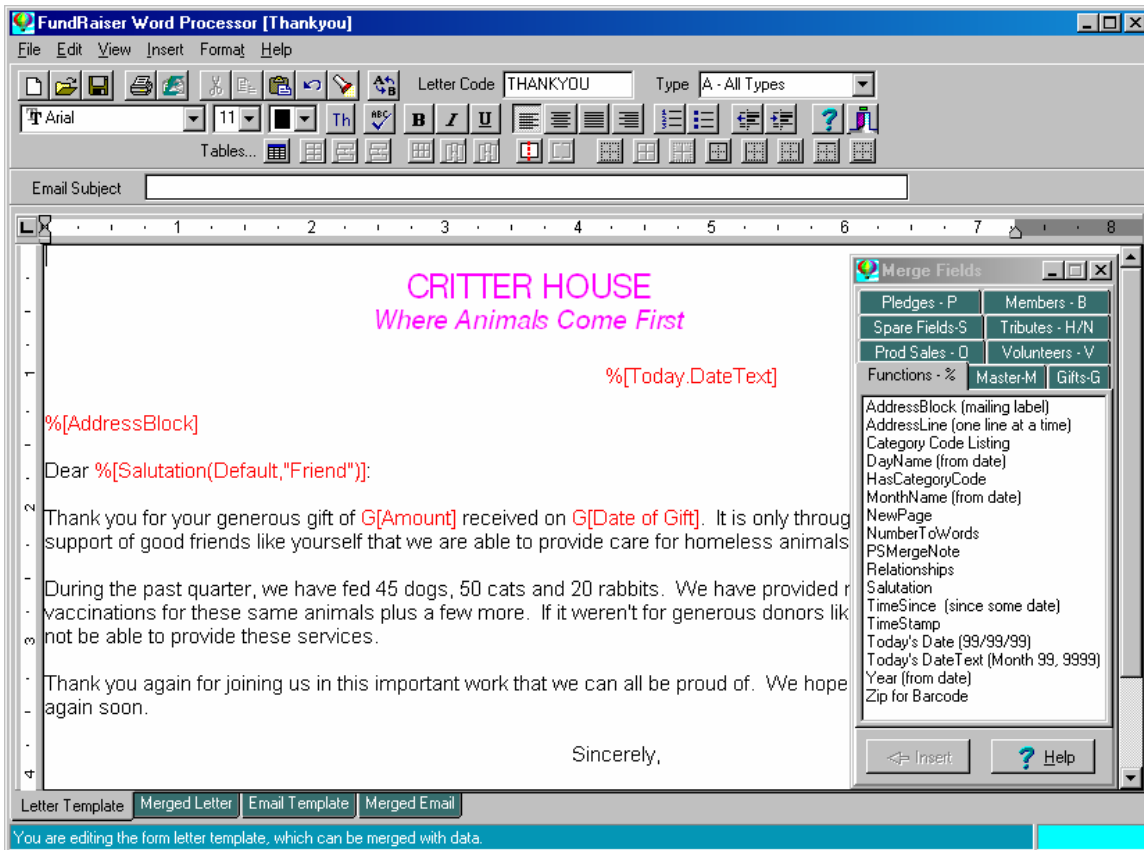 FundRaiser Word Processor [Thankyou]
File Edit View Insert Format Help
Letter Code THANKYOU Type A - All Types
Arial 11 Th ABC B I U
Tables...
Email Subject
L 1 2 3 4 5 6 7 8
CRITTER HOUSE
Where Animals Come First
%[Today.DateText]
%[AddressBlock]
Dear %[Salutation(Default,"Friend")]:
Thank you for your generous gift of G[Amount] received on G[Date of Gift]. It is only throug
support of good friends like yourself that we are able to provide care for homeless animals
During the past quarter, we have fed 45 dogs, 50 cats and 20 rabbits. We have provided r
vaccinations for these same animals plus a few more. If it weren't for generous donors lik
not be able to provide these services.
Thank you again for joining us in this important work that we can all be proud of. We hope
again soon.
Sincerely,
1
2
3
4
Merge Fields
Pledges - P Members - B
Spare Fields-S Tributes - H/N
Prod Sales - O Volunteers - V
Functions - % Master-M Gifts-G
AddressBlock (mailing label)
AddressLine (one line at a time)
Category Code Listing
DayName (from date)
HasCategoryCode
MonthName (from date)
NewPage
NumberToWords
PSMergeNote
Relationships
Salutation
TimeSince (since some date)
TimeStamp
Today's Date (99/99/99)
Today's DateText (Month 99, 9999)
Year (from date)
Zip for Barcode
Insert ? Help
Letter Template Merged Letter Email Template Merged Email
You are editing the form letter template, which can be merged with data.